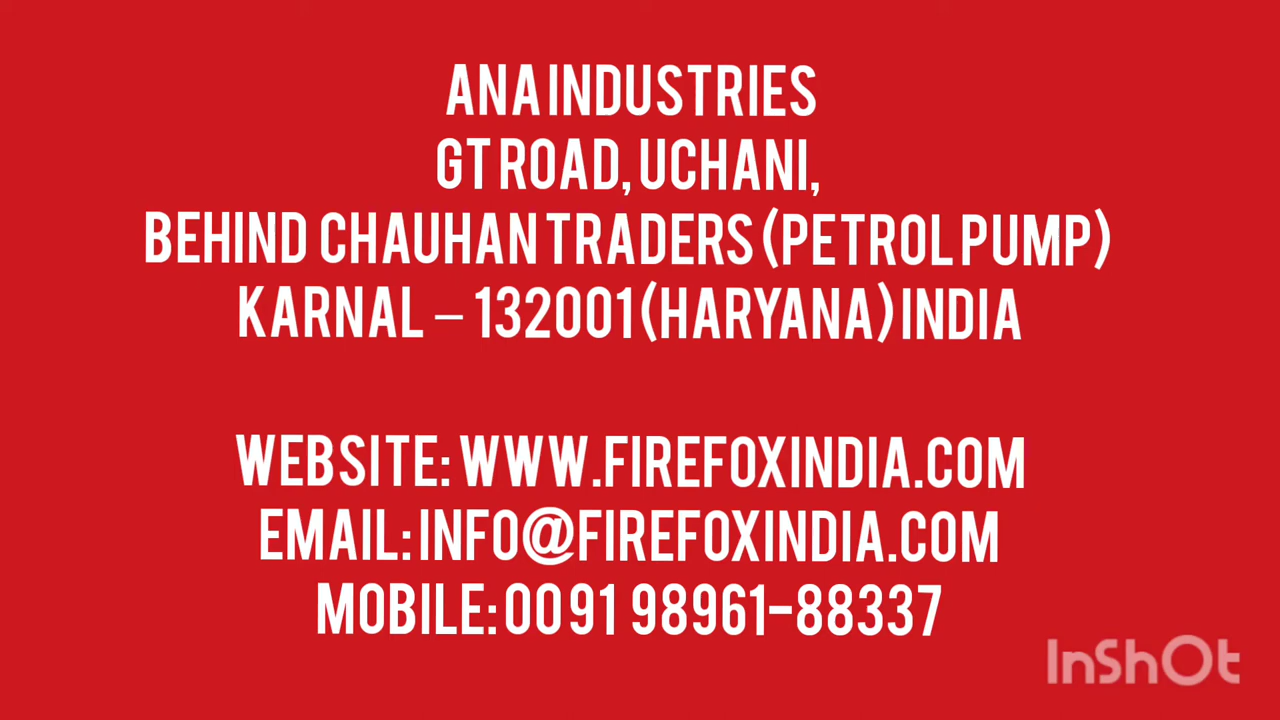 ANA INDUSTRIES
GT ROAD, UCHANI,
BEHIND CHAUHAN TRADERS (PETROL PUMP)
KARNAL – 132001 (HARYANA) INDIA
WEBSITE: WWW.FIREFOXINDIA.COM
EMAIL: INFO@FIREFOXINDIA.COM
MOBILE: 0091 98961-88337
InShOt